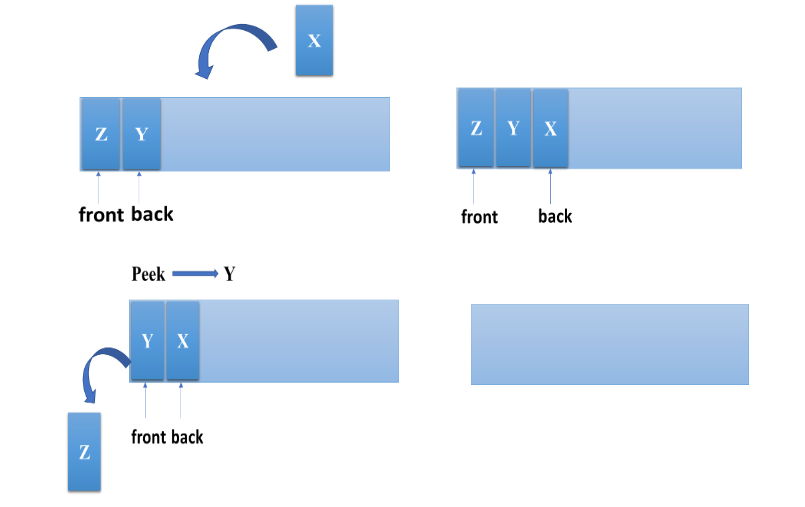 X
Z Y
front back
Z Y X
front back
Peek Y
Y X
front back
Z